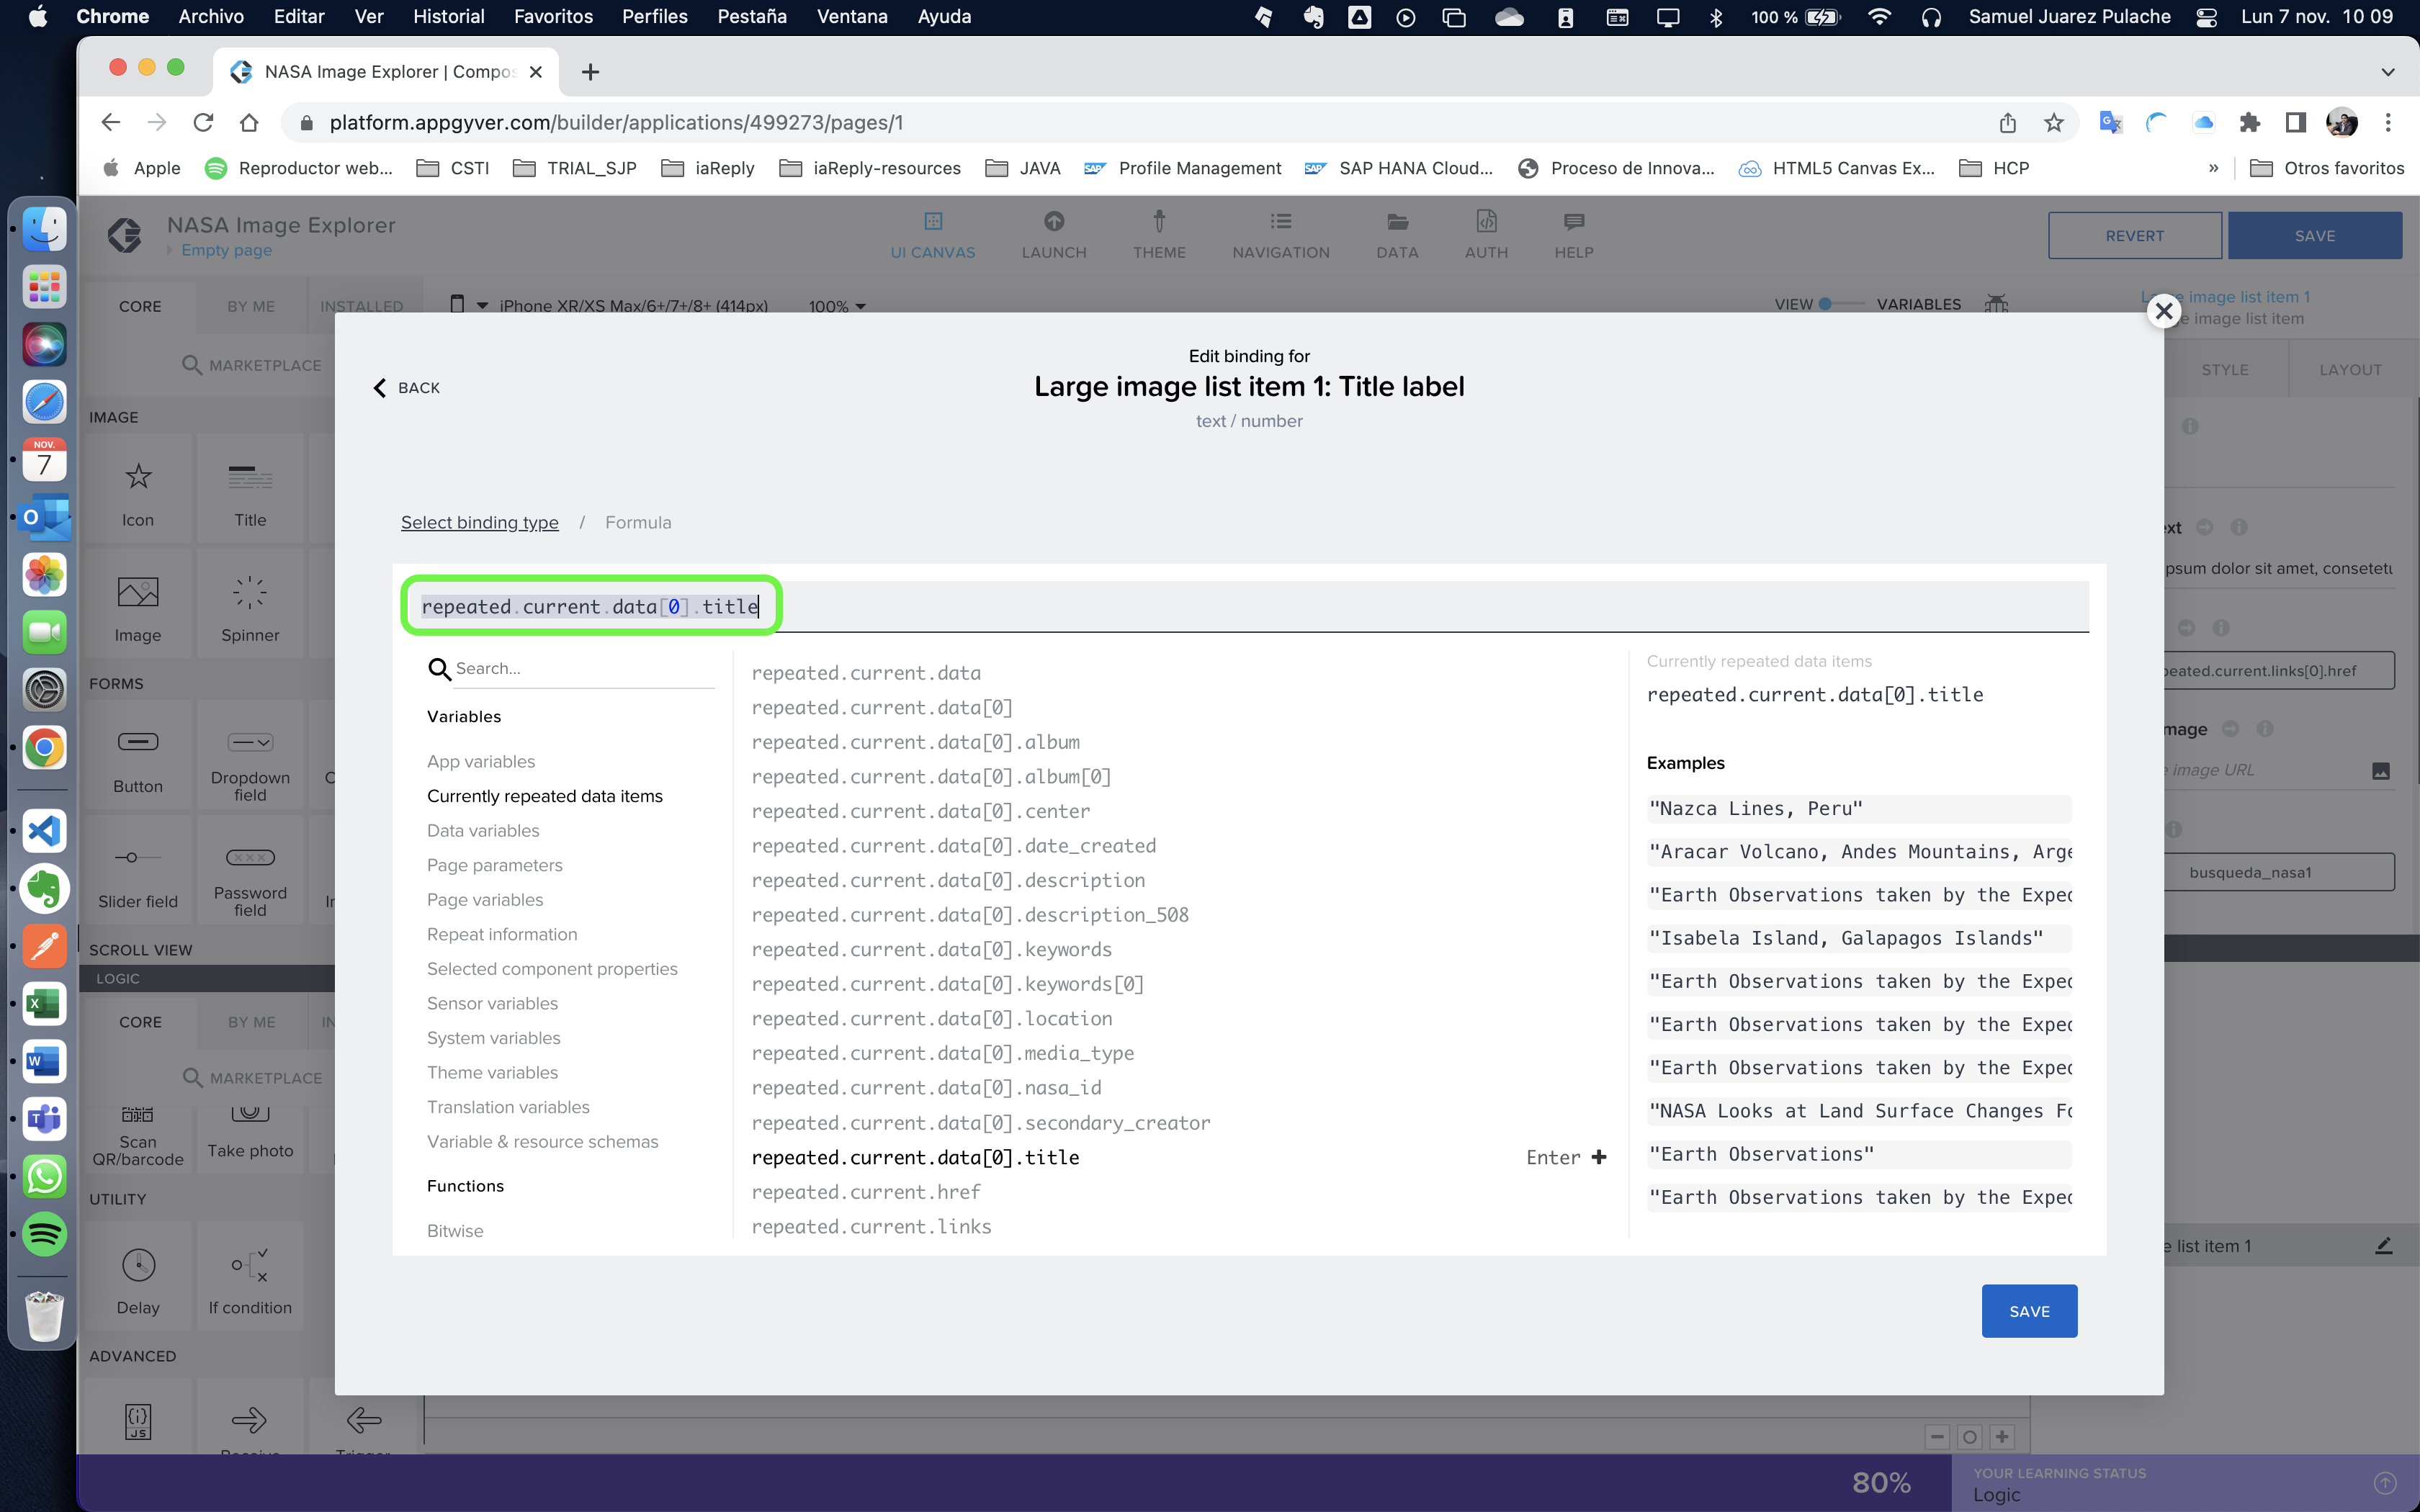 Chrome Archivo Editar Ver Historial Favoritos Perfiles Pestaña Ventana Ayuda 100 % Samuel Juarez Pulache Lun 7 nov. 10 09
NASA Image Explorer | Compos
platform.appgyver.com/builder/applications/499273/pages/1
Apple Reproductor web... CSTI TRIAL_SJP iaReply iaReply-resources JAVA SAP Profile Management SAP SAP HANA Cloud... Proceso de Innova... HTML5 Canvas Ex... HCP » Otros favoritos
NASA Image Explorer
Empty page
UI CANVAS LAUNCH THEME NAVIGATION DATA AUTH HELP
REVERT SAVE
CORE BY ME INSTALLED
iPhone XR/XS Max/6+/7+/8+ (414px) 100%
VIEW VARIABLES
image list item 1
e image list item
MARKETPLACE
STYLE LAYOUT
BACK
Edit binding for
Large image list item 1: Title label
text / number
IMAGE
Icon Title
Image Spinner
FORMS
Button Dropdown field
Slider field Password field
SCROLL VIEW
LOGIC
CORE BY ME IN
MARKETPLACE
Scan QR/barcode Take photo
UTILITY
Delay If condition
ADVANCED
JS
NOV.
7
Select binding type / Formula
repeated.current.data[0].title
Search...
Variables
App variables
Currently repeated data items
Data variables
Page parameters
Page variables
Repeat information
Selected component properties
Sensor variables
System variables
Theme variables
Translation variables
Variable & resource schemas
Functions
Bitwise
repeated.current.data
repeated.current.data[0]
repeated.current.data[0].album
repeated.current.data[0].album[0]
repeated.current.data[0].center
repeated.current.data[0].date_created
repeated.current.data[0].description
repeated.current.data[0].description_508
repeated.current.data[0].keywords
repeated.current.data[0].keywords[0]
repeated.current.data[0].location
repeated.current.data[0].media_type
repeated.current.data[0].nasa_id
repeated.current.data[0].secondary_creator
repeated.current.data[0].title Enter +
repeated.current.href
repeated.current.links
Currently repeated data items
repeated.current.data[0].title
Examples
"Nazca Lines, Peru"
"Aracar Volcano, Andes Mountains, Arge
"Earth Observations taken by the Exped
"Isabela Island, Galapagos Islands"
"Earth Observations taken by the Exped
"Earth Observations taken by the Exped
"Earth Observations taken by the Exped
"NASA Looks at Land Surface Changes Fo
"Earth Observations"
"Earth Observations taken by the Exped
SAVE
ext
psum dolor sit amet, consetetu
peated.current.links[0].href
mage
e image URL
busqueda_nasa1
e list item 1
80%
YOUR LEARNING STATUS
Logic